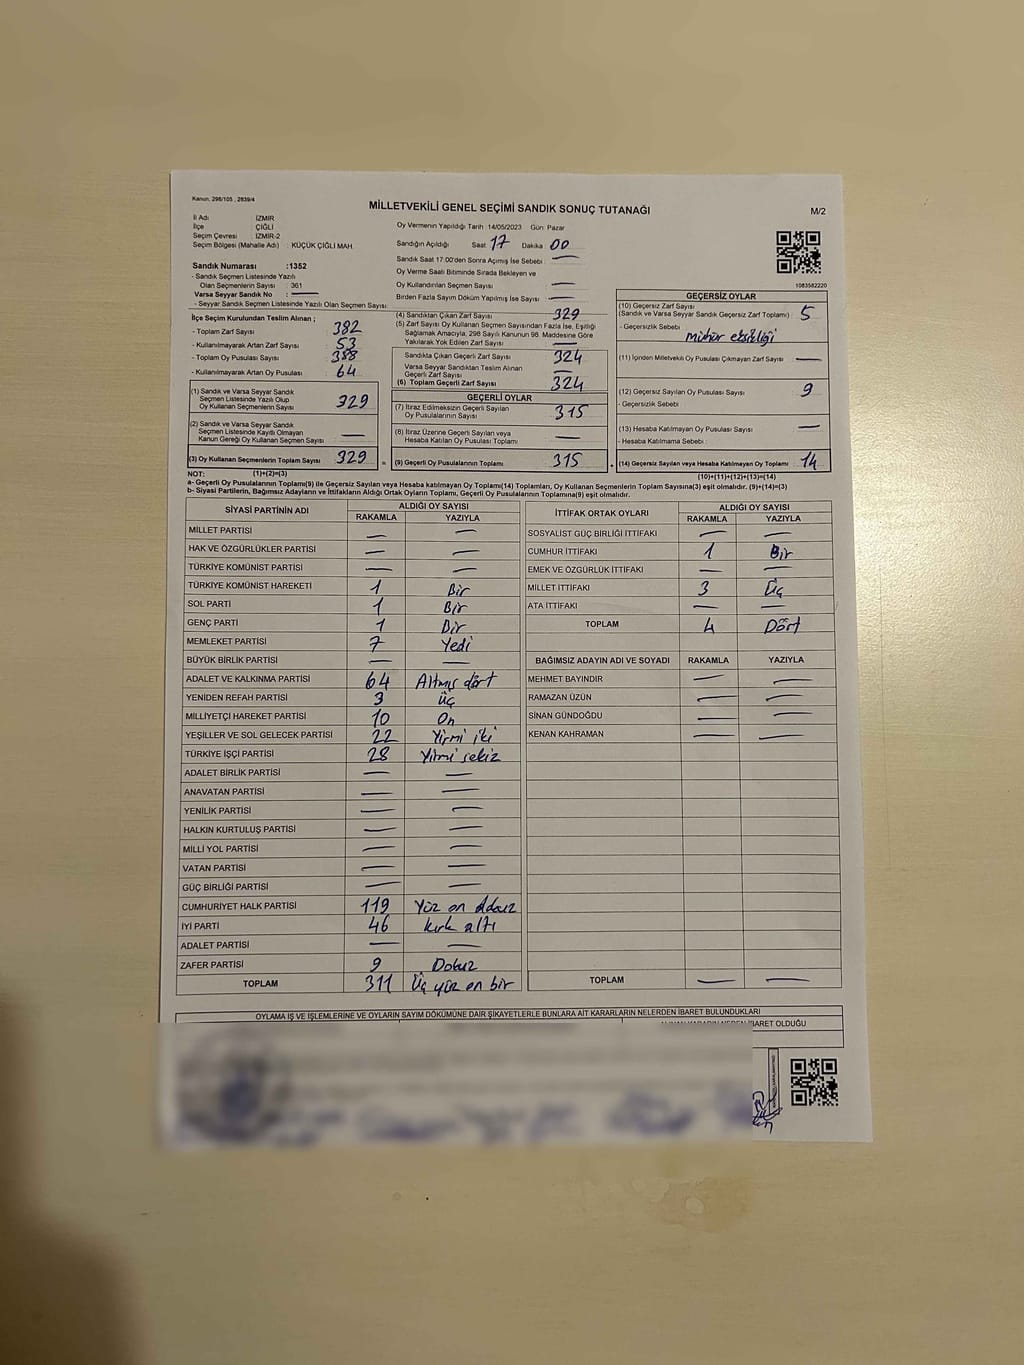 Kanun, 298/105 , 2839/4
MİLLETVEKİLİ GENEL SEÇİMİ SANDIK SONUÇ TUTANAĞI
M/2
İl Adı : İZMİR
İlçe : ÇİĞLİ
Seçim Çevresi : İZMİR-2
Seçim Bölgesi (Mahalle Adı) : KÜÇÜK ÇİĞLİ MAH.
Sandık Numarası : 1352
- Sandık Seçmen Listesinde Yazılı
Olan Seçmenlerin Sayısı : 361
Varsa Seyyar Sandık No : —
- Seyyar Sandık Seçmen Listesinde Yazılı Olan Seçmen Sayısı:
Oy Vermenin Yapıldığı Tarih :14/05/2023 Gün: Pazar
Sandığın Açıldığı Saat : 17 Dakika : 00
Sandık Saat 17:00'den Sonra Açımış İse Sebebi : —
Oy Verme Saati Bitiminde Sırada Bekleyen ve
Oy Kullandırılan Seçmen Sayısı : —
Birden Fazla Sayım Döküm Yapılmış İse Sayısı : —
1083582220
İlçe Seçim Kurulundan Teslim Alınan ;
- Toplam Zarf Sayısı : 382
- Kullanılmayarak Artan Zarf Sayısı : 53
- Toplam Oy Pusulası Sayısı : 388
- Kullanılmayarak Artan Oy Pusulası : 64
(1) Sandık ve Varsa Seyyar Sandık
Seçmen Listesinde Yazılı Olup
Oy Kullanan Seçmenlerin Sayısı 329
(2) Sandık ve Varsa Seyyar Sandık
Seçmen Listesinde Kayıtlı Olmayan
Kanun Gereği Oy Kullanan Seçmen Sayısı —
(3) Oy Kullanan Seçmenlerin Toplam Sayısı 329
(4) Sandıktan Çıkan Zarf Sayısı 329
(5) Zarf Sayısı Oy Kullanan Seçmen Sayısından Fazla İse, Eşitliği
Sağlamak Amacıyla, 298 Sayılı Kanunun 98. Maddesine Göre
Yakılarak Yok Edilen Zarf Sayısı —
Sandıkta Çıkan Geçerli Zarf Sayısı 324
Varsa Seyyar Sandıktan Teslim Alınan
Geçerli Zarf Sayısı —
(6) Toplam Geçerli Zarf Sayısı 324
GEÇERLİ OYLAR
(7) İtiraz Edilmeksizin Geçerli Sayılan
Oy Pusulalarının Sayısı 315
(8) İtiraz Üzerine Geçerli Sayılan veya
Hesaba Katılan Oy Pusulası Toplamı —
= (9) Geçerli Oy Pusulalarının Toplamı 315
GEÇERSİZ OYLAR
(10) Geçersiz Zarf Sayısı
(Sandık ve Varsa Seyyar Sandık Geçersiz Zarf Toplamı) : 5
- Geçersizlik Sebebi
mühür eksikliği
(11) İçinden Milletvekili Oy Pusulası Çıkmayan Zarf Sayısı —
(12) Geçersiz Sayılan Oy Pusulası Sayısı 9
- Geçersizlik Sebebi
(13) Hesaba Katılmayan Oy Pusulası Sayısı —
- Hesaba Katılmama Sebebi :
+ (14) Geçersiz Sayılan veya Hesaba Katılmayan Oy Toplamı 14
NOT: (1)+(2)=(3) (10)+(11)+(12)+(13)=(14)
a- Geçerli Oy Pusulalarının Toplamı(9) ile Geçersiz Sayılan veya Hesaba Katılmayan Oy Toplamı(14) Toplamları, Oy Kullanan Seçmenlerin Toplam Sayısına(3) eşit olmalıdır. (9)+(14)=(3)
b- Siyasi Partilerin, Bağımsız Adayların ve İttifakların Aldığı Ortak Oyların Toplamı, Geçerli Oy Pusulalarının Toplamına(9) eşit olmalıdır.
SİYASİ PARTİNİN ADI ALDIĞI OY SAYISI
RAKAMLA YAZIYLA
MİLLET PARTİSİ — —
HAK VE ÖZGÜRLÜKLER PARTİSİ — —
TÜRKİYE KOMÜNİST PARTİSİ — —
TÜRKİYE KOMÜNİST HAREKETİ 1 Bir
SOL PARTİ 1 Bir
GENÇ PARTİ 1 Bir
MEMLEKET PARTİSİ 7 Yedi
BÜYÜK BİRLİK PARTİSİ — —
ADALET VE KALKINMA PARTİSİ 64 Altmış dört
YENİDEN REFAH PARTİSİ 3 Üç
MİLLİYETÇİ HAREKET PARTİSİ 10 On
YEŞİLLER VE SOL GELECEK PARTİSİ 22 Yirmi iki
TÜRKİYE İŞÇİ PARTİSİ 28 Yirmi sekiz
ADALET BİRLİK PARTİSİ — —
ANAVATAN PARTİSİ — —
YENİLİK PARTİSİ — —
HALKIN KURTULUŞ PARTİSİ — —
MİLLİ YOL PARTİSİ — —
VATAN PARTİSİ — —
GÜÇ BİRLİĞİ PARTİSİ — —
CUMHURİYET HALK PARTİSİ 119 Yüz on dokuz
İYİ PARTİ 46 kırk altı
ADALET PARTİSİ — —
ZAFER PARTİSİ 9 Dokuz
TOPLAM 311 Üç yüz on bir
İTTİFAK ORTAK OYLARI ALDIĞI OY SAYISI
RAKAMLA YAZIYLA
SOSYALİST GÜÇ BİRLİĞİ İTTİFAKI — —
CUMHUR İTTİFAKI 1 Bir
EMEK VE ÖZGÜRLÜK İTTİFAKI — —
MİLLET İTTİFAKI 3 Üç
ATA İTTİFAKI — —
TOPLAM 4 Dört
BAĞIMSIZ ADAYIN ADI VE SOYADI RAKAMLA YAZIYLA
MEHMET BAYINDIR — —
RAMAZAN ÜZÜN — —
SİNAN GÜNDOĞDU — —
KENAN KAHRAMAN — —
TOPLAM — —
OYLAMA İŞ VE İŞLEMLERİNE VE OYLARIN SAYIM DÖKÜMÜNE DAİR ŞİKAYETLERLE BUNLARA AİT KARARLARIN NELERDEN İBARET BULUNDUKLARI
İBARET OLDUĞU